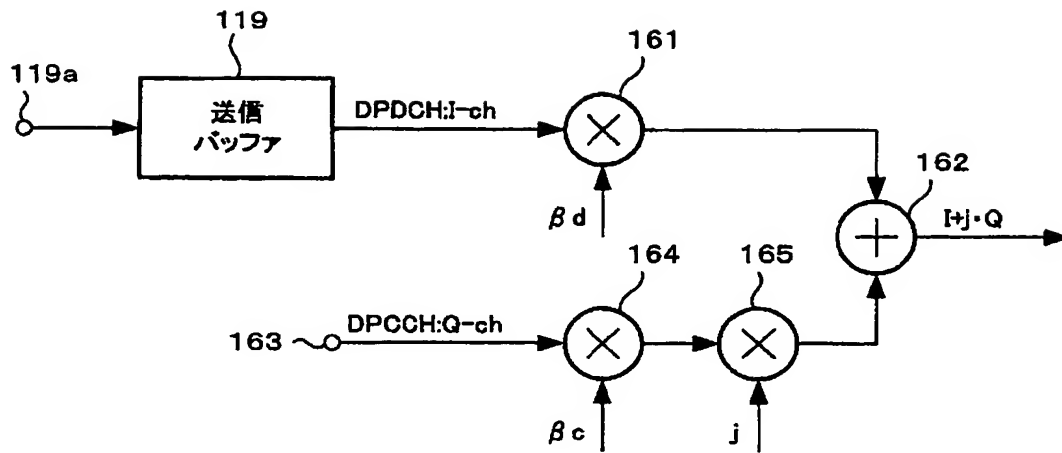 119
161
119a
送信
バッファ
DPDCH:I-ch
162
βd
I+j・Q
164
165
163
DPCCH:Q-ch
βc
j